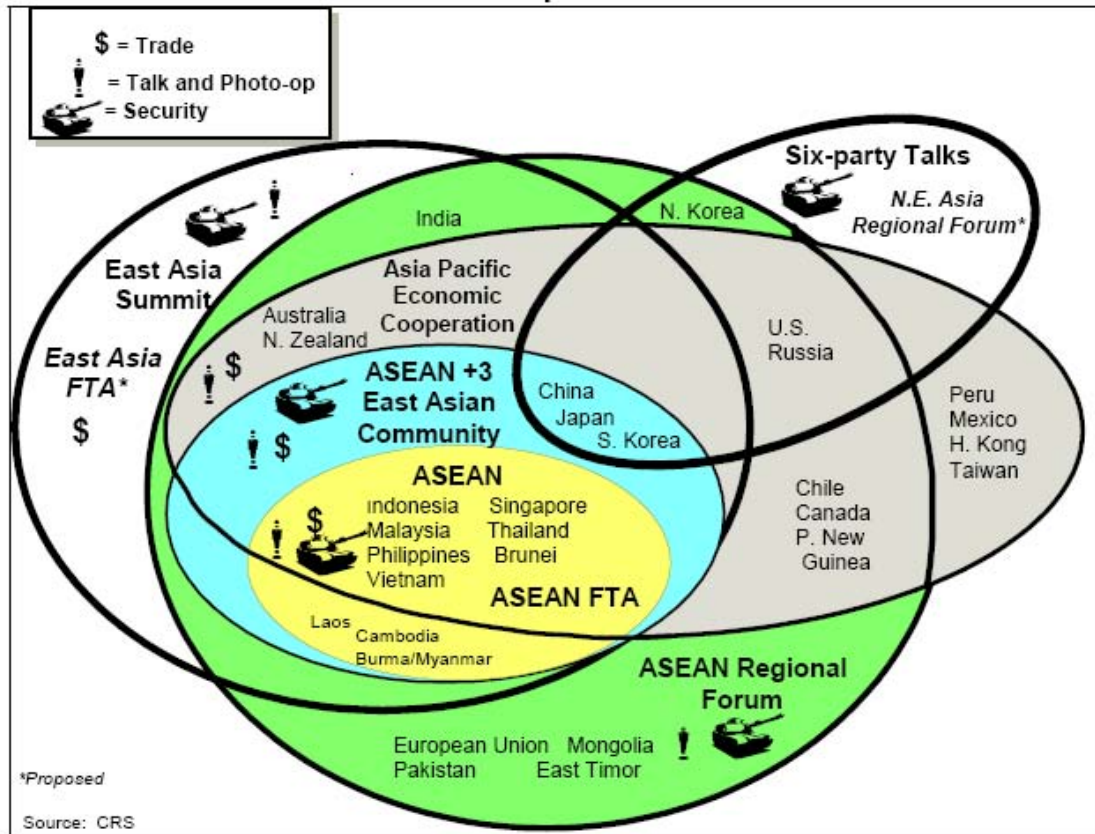 $ = Trade
= Talk and Photo-op
= Security
Six-party Talks
N.E. Asia
Regional Forum*
N. Korea
India
East Asia
Summit
Asia Pacific
Economic
Cooperation
Australia
N. Zealand
U.S.
Russia
East Asia
FTA*
$
$
ASEAN +3
East Asian
Community
$
China
Japan
S. Korea
Peru
Mexico
H. Kong
Taiwan
ASEAN
$
Indonesia Singapore
Malaysia Thailand
Philippines Brunei
Vietnam
ASEAN FTA
Chile
Canada
P. New
Guinea
Laos
Cambodia
Burma/Myanmar
ASEAN Regional
Forum
European Union Mongolia
Pakistan East Timor
*Proposed
Source: CRS